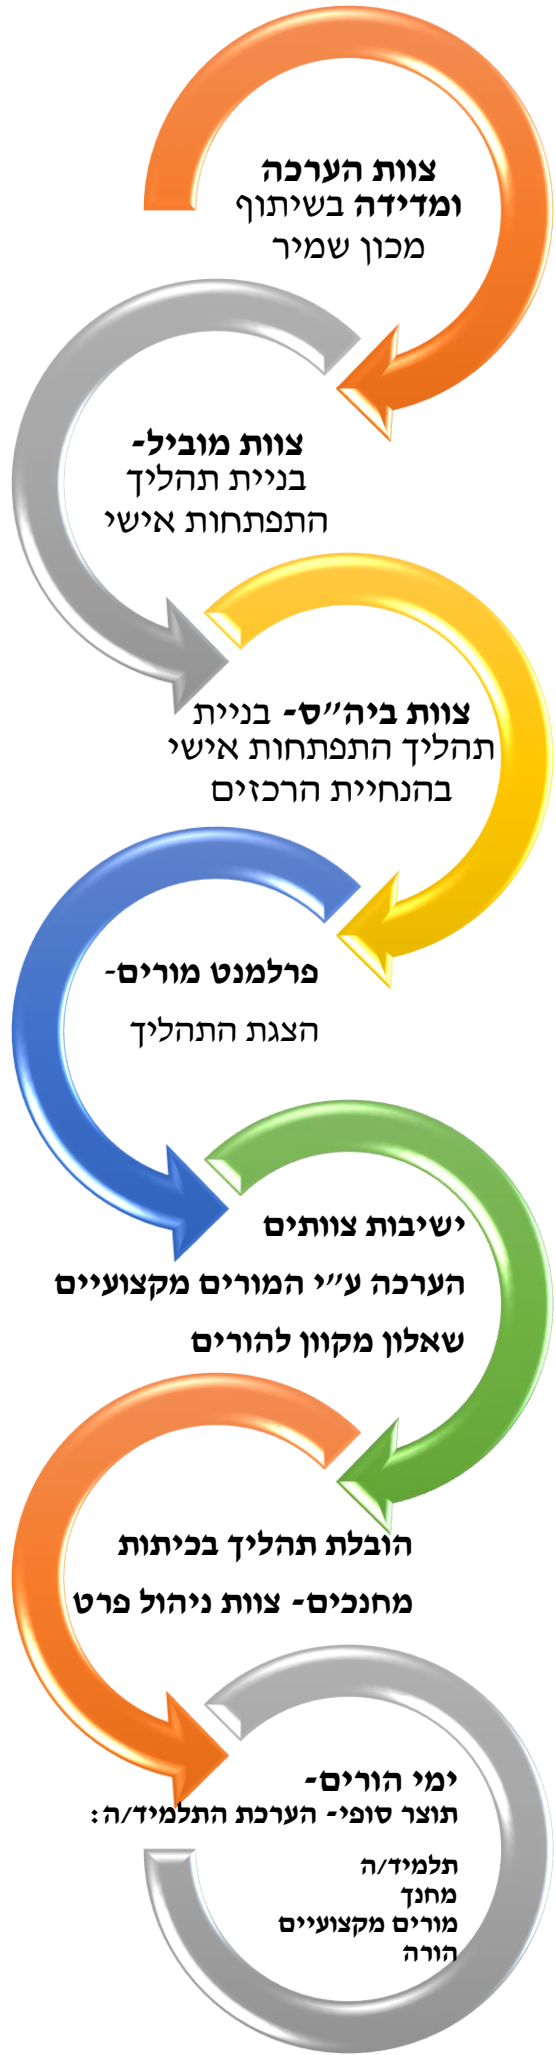 צוות הערכה
ומדידה בשיתוף
מכון שמיר
צוות מוביל-
בניית תהליך
התפתחות אישי
צוות ביה״ס- בניית
תהליך התפתחות אישי
בהנחיית הרכזים
פרלמנט מורים-
הצגת התהליך
ישיבות צוותים
הערכה ע״י המורים מקצועיים
שאלון מקוון להורים
הובלת תהליך בכיתות
מחנכים- צוות ניהול פרט
ימי הורים-
תוצר סופי- הערכת התלמיד/ה:
תלמיד/ה
מחנך
מורים מקצועיים
הורה